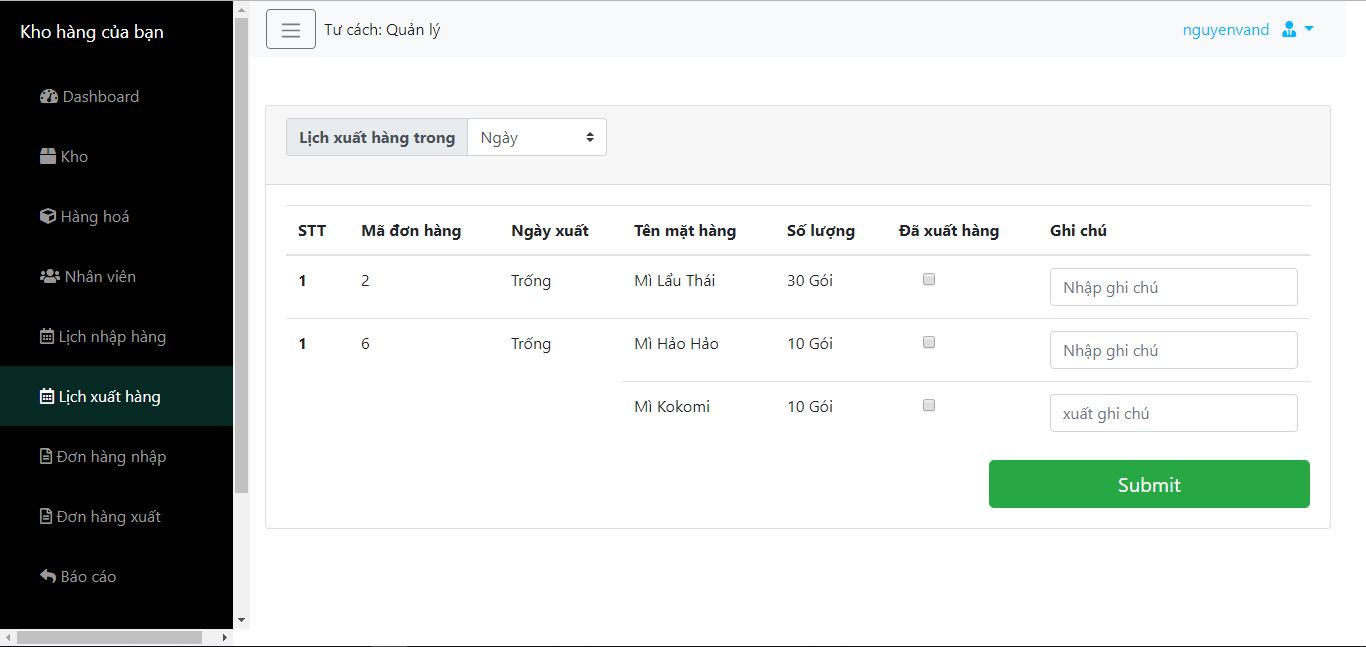 Kho hàng của bạn
Tư cách: Quản lý
nguyenvand
Dashboard
Kho
Hàng hoá
Nhân viên
Lịch nhập hàng
Lịch xuất hàng
Đơn hàng nhập
Đơn hàng xuất
Báo cáo
Lịch xuất hàng trong Ngày
STT Mã đơn hàng Ngày xuất Tên mặt hàng Số lượng Đã xuất hàng Ghi chú
1 2 Trống Mì Lẩu Thái 30 Gói Nhập ghi chú
1 6 Trống Mì Hảo Hảo 10 Gói Nhập ghi chú
Mì Kokomi 10 Gói xuất ghi chú
Submit